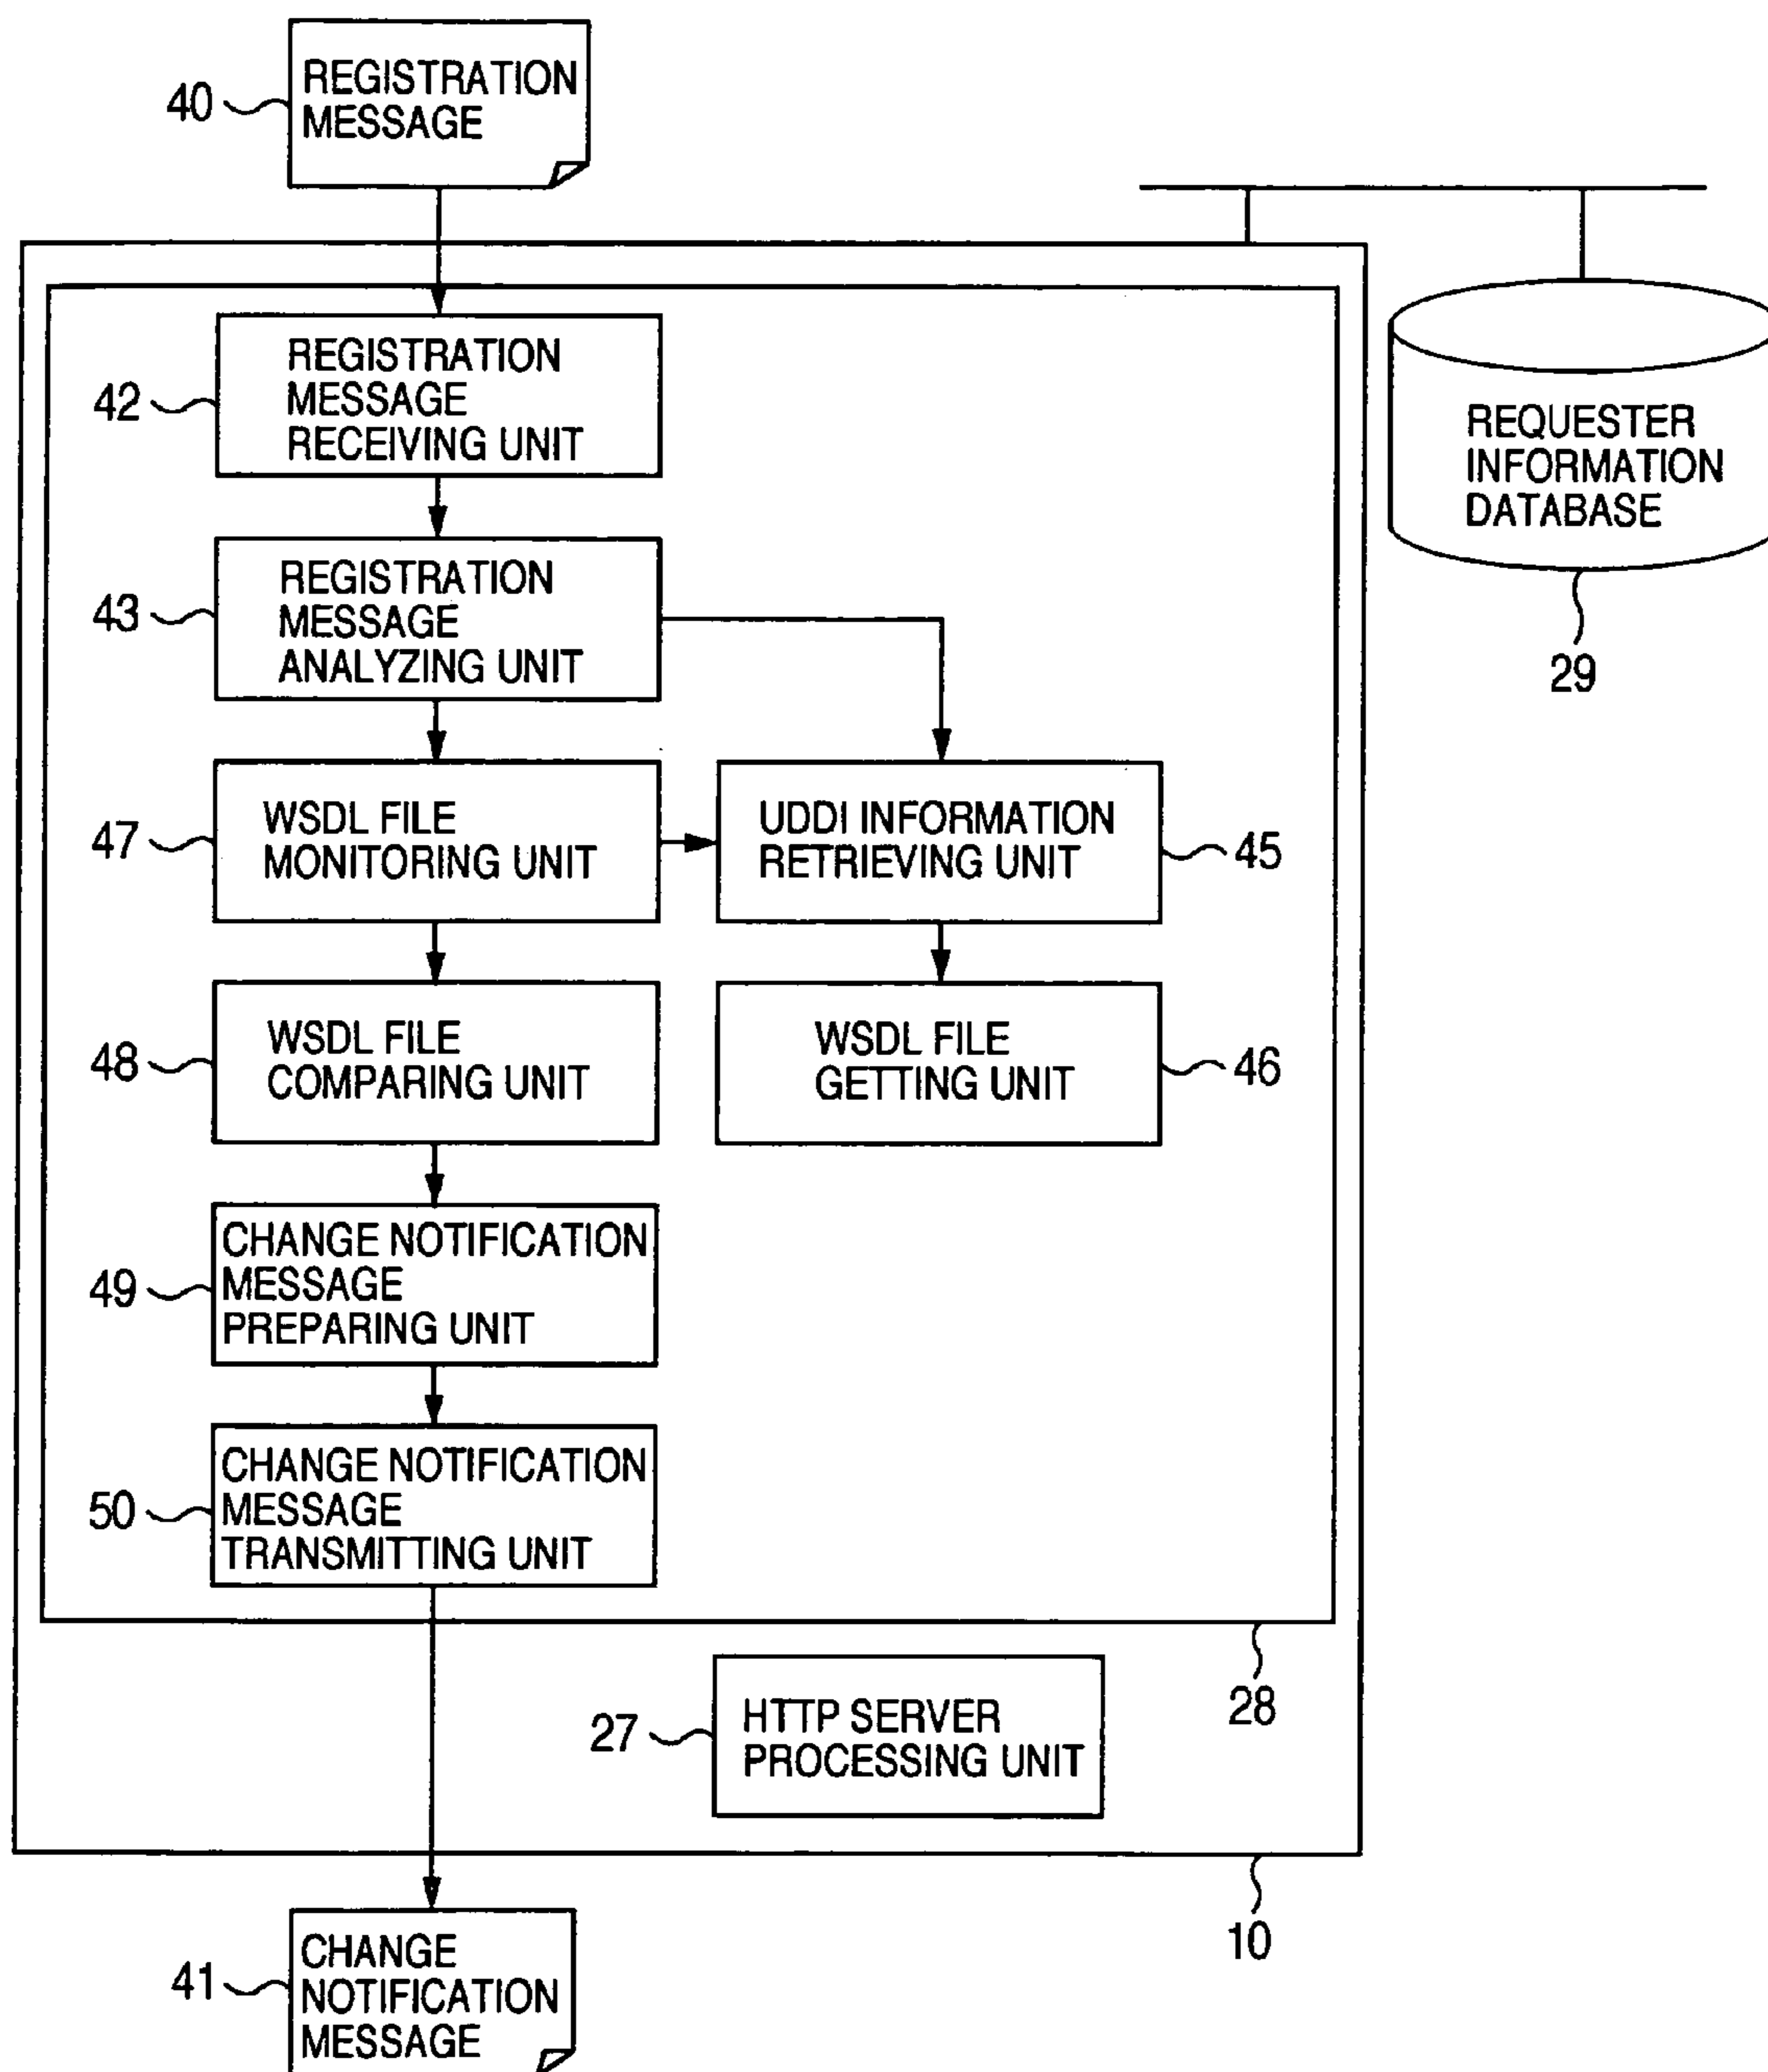 REGISTRATION
MESSAGE
40
REGISTRATION
MESSAGE
RECEIVING UNIT
42
REQUESTER
INFORMATION
DATABASE
29
REGISTRATION
MESSAGE
ANALYZING UNIT
43
WSDL FILE
MONITORING UNIT
47
UDDI INFORMATION
RETRIEVING UNIT
45
WSDL FILE
COMPARING UNIT
48
WSDL FILE
GETTING UNIT
46
CHANGE NOTIFICATION
MESSAGE
PREPARING UNIT
49
CHANGE NOTIFICATION
MESSAGE
TRANSMITTING UNIT
50
28
HTTP SERVER
PROCESSING UNIT
27
10
CHANGE
NOTIFICATION
MESSAGE
41